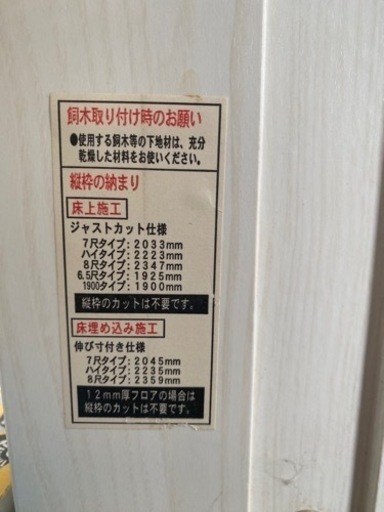 飼木取り付け時のお願い
●使用する飼木等の下地材は、充分
乾燥した材料をお使いください。
縦枠の納まり
床上施工
ジャストカット仕様
7尺タイプ:2033mm
ハイタイプ:2223mm
8尺タイプ:2347mm
6.5尺タイプ:1925mm
1900タイプ:1900mm
縦枠のカットは不要です。
床埋め込み施工
伸び寸付き仕様
7尺タイプ:2045mm
ハイタイプ:2235mm
8尺タイプ:2359mm
12mm厚フロアの場合は
縦枠のカットは不要です。